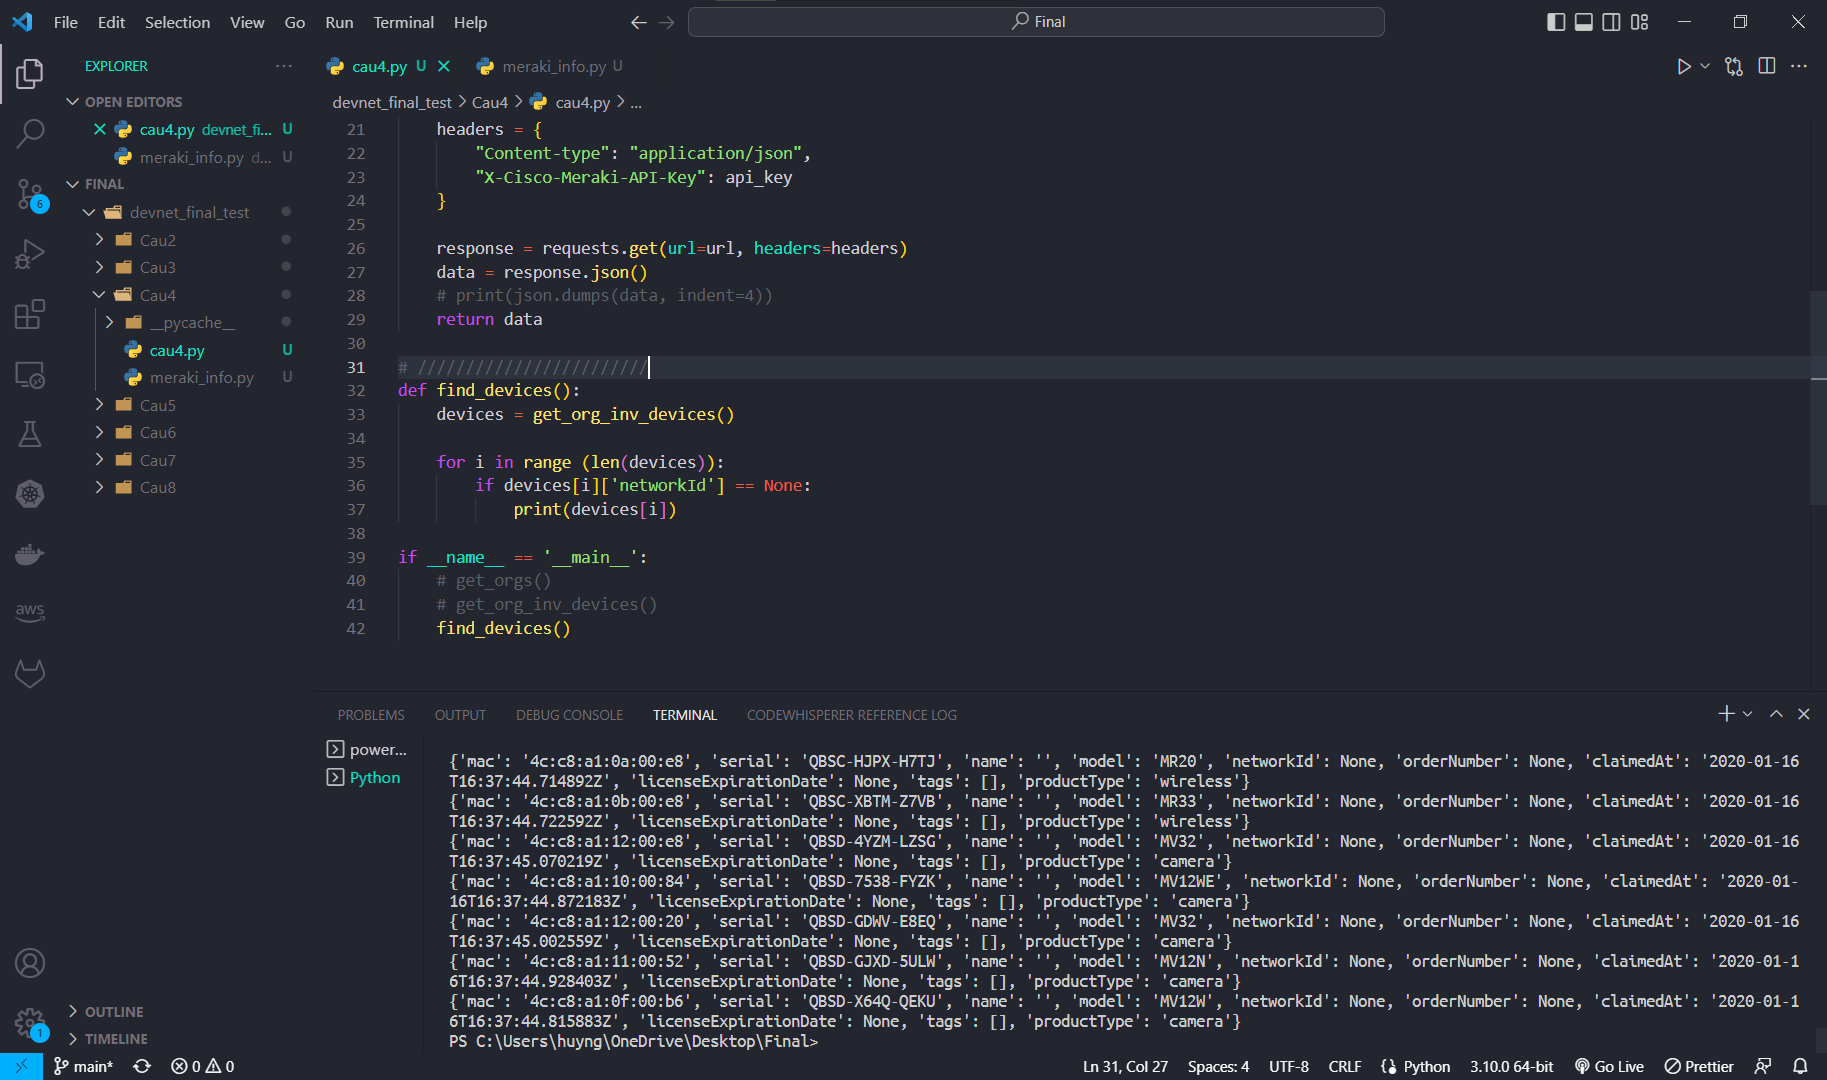 File Edit Selection View Go Run Terminal Help
Final
EXPLORER
OPEN EDITORS
cau4.py devnet_fi... U
meraki_info.py d... U
FINAL
devnet_final_test
Cau2
Cau3
Cau4
__pycache__
cau4.py U
meraki_info.py U
Cau5
Cau6
Cau7
Cau8
OUTLINE
TIMELINE
6
aws
1
cau4.py U
meraki_info.py U
devnet_final_test > Cau4 > cau4.py > ...
21 headers = {
22 "Content-type": "application/json",
23 "X-Cisco-Meraki-API-Key": api_key
24 }
25
26 response = requests.get(url=url, headers=headers)
27 data = response.json()
28 # print(json.dumps(data, indent=4))
29 return data
30
31 # ////////////////////////
32 def find_devices():
33 devices = get_org_inv_devices()
34
35 for i in range (len(devices)):
36 if devices[i]['networkId'] == None:
37 print(devices[i])
38
39 if __name__ == '__main__':
40 # get_orgs()
41 # get_org_inv_devices()
42 find_devices()
PROBLEMS OUTPUT DEBUG CONSOLE TERMINAL CODEWHISPERER REFERENCE LOG
power...
Python
{'mac': '4c:c8:a1:0a:00:e8', 'serial': 'QBSC-HJPX-H7TJ', 'name': '', 'model': 'MR20', 'networkId': None, 'orderNumber': None, 'claimedAt': '2020-01-16
T16:37:44.714892Z', 'licenseExpirationDate': None, 'tags': [], 'productType': 'wireless'}
{'mac': '4c:c8:a1:0b:00:e8', 'serial': 'QBSC-XBTM-Z7VB', 'name': '', 'model': 'MR33', 'networkId': None, 'orderNumber': None, 'claimedAt': '2020-01-16
T16:37:44.722592Z', 'licenseExpirationDate': None, 'tags': [], 'productType': 'wireless'}
{'mac': '4c:c8:a1:12:00:e8', 'serial': 'QBSD-4YZM-LZSG', 'name': '', 'model': 'MV32', 'networkId': None, 'orderNumber': None, 'claimedAt': '2020-01-16
T16:37:45.070219Z', 'licenseExpirationDate': None, 'tags': [], 'productType': 'camera'}
{'mac': '4c:c8:a1:10:00:84', 'serial': 'QBSD-7538-FYZK', 'name': '', 'model': 'MV12WE', 'networkId': None, 'orderNumber': None, 'claimedAt': '2020-01-
16T16:37:44.872183Z', 'licenseExpirationDate': None, 'tags': [], 'productType': 'camera'}
{'mac': '4c:c8:a1:12:00:20', 'serial': 'QBSD-GDWV-E8EQ', 'name': '', 'model': 'MV32', 'networkId': None, 'orderNumber': None, 'claimedAt': '2020-01-16
T16:37:45.002559Z', 'licenseExpirationDate': None, 'tags': [], 'productType': 'camera'}
{'mac': '4c:c8:a1:11:00:52', 'serial': 'QBSD-GJXD-5ULW', 'name': '', 'model': 'MV12N', 'networkId': None, 'orderNumber': None, 'claimedAt': '2020-01-1
6T16:37:44.928403Z', 'licenseExpirationDate': None, 'tags': [], 'productType': 'camera'}
{'mac': '4c:c8:a1:0f:00:b6', 'serial': 'QBSD-X64Q-QEKU', 'name': '', 'model': 'MV12W', 'networkId': None, 'orderNumber': None, 'claimedAt': '2020-01-1
6T16:37:44.815883Z', 'licenseExpirationDate': None, 'tags': [], 'productType': 'camera'}
PS C:\Users\huyng\OneDrive\Desktop\Final>
main* 0 0 Ln 31, Col 27 Spaces: 4 UTF-8 CRLF Python 3.10.0 64-bit Go Live Prettier